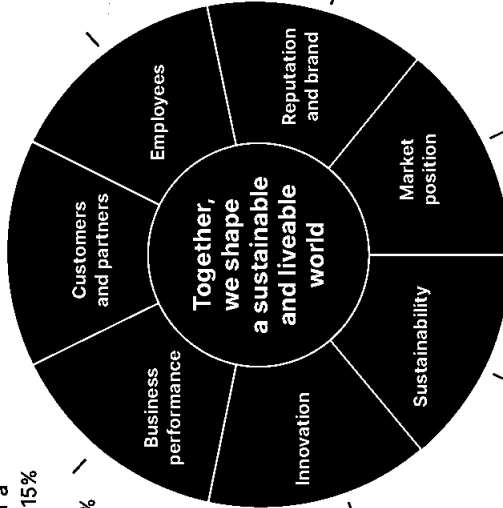 Together,
we shape
a sustainable
and liveable
world
Reputation
and brand
Market
position
Sustainability
Innovation
Business
performance
Customers
and partners
Employees
15%
%